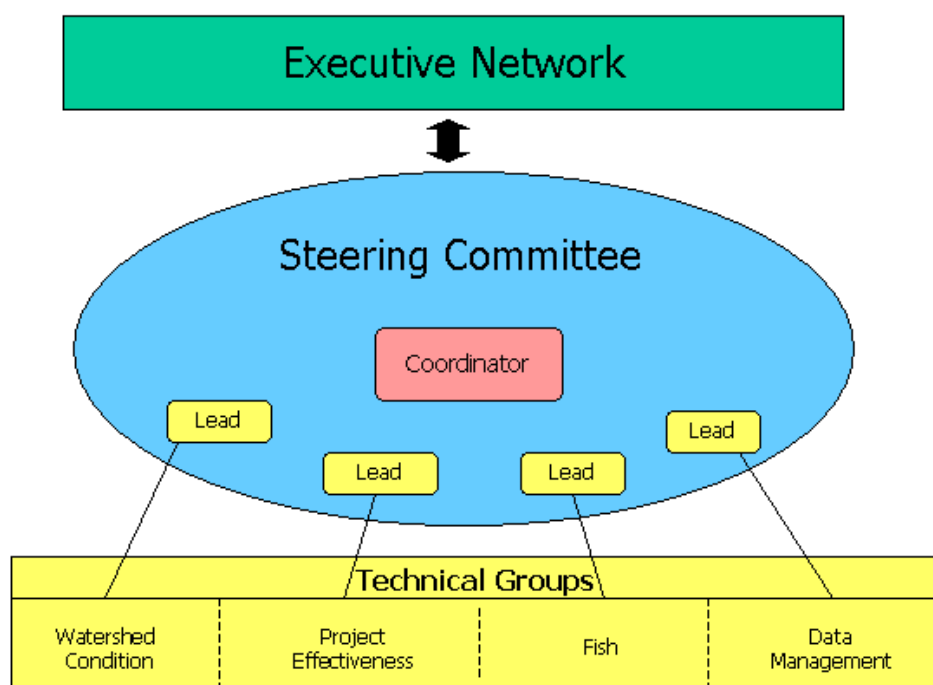 Executive Network
Steering Committee
Coordinator
Lead
Lead
Lead
Lead
Technical Groups
Watershed
Condition
Project
Effectiveness
Fish
Data
Management